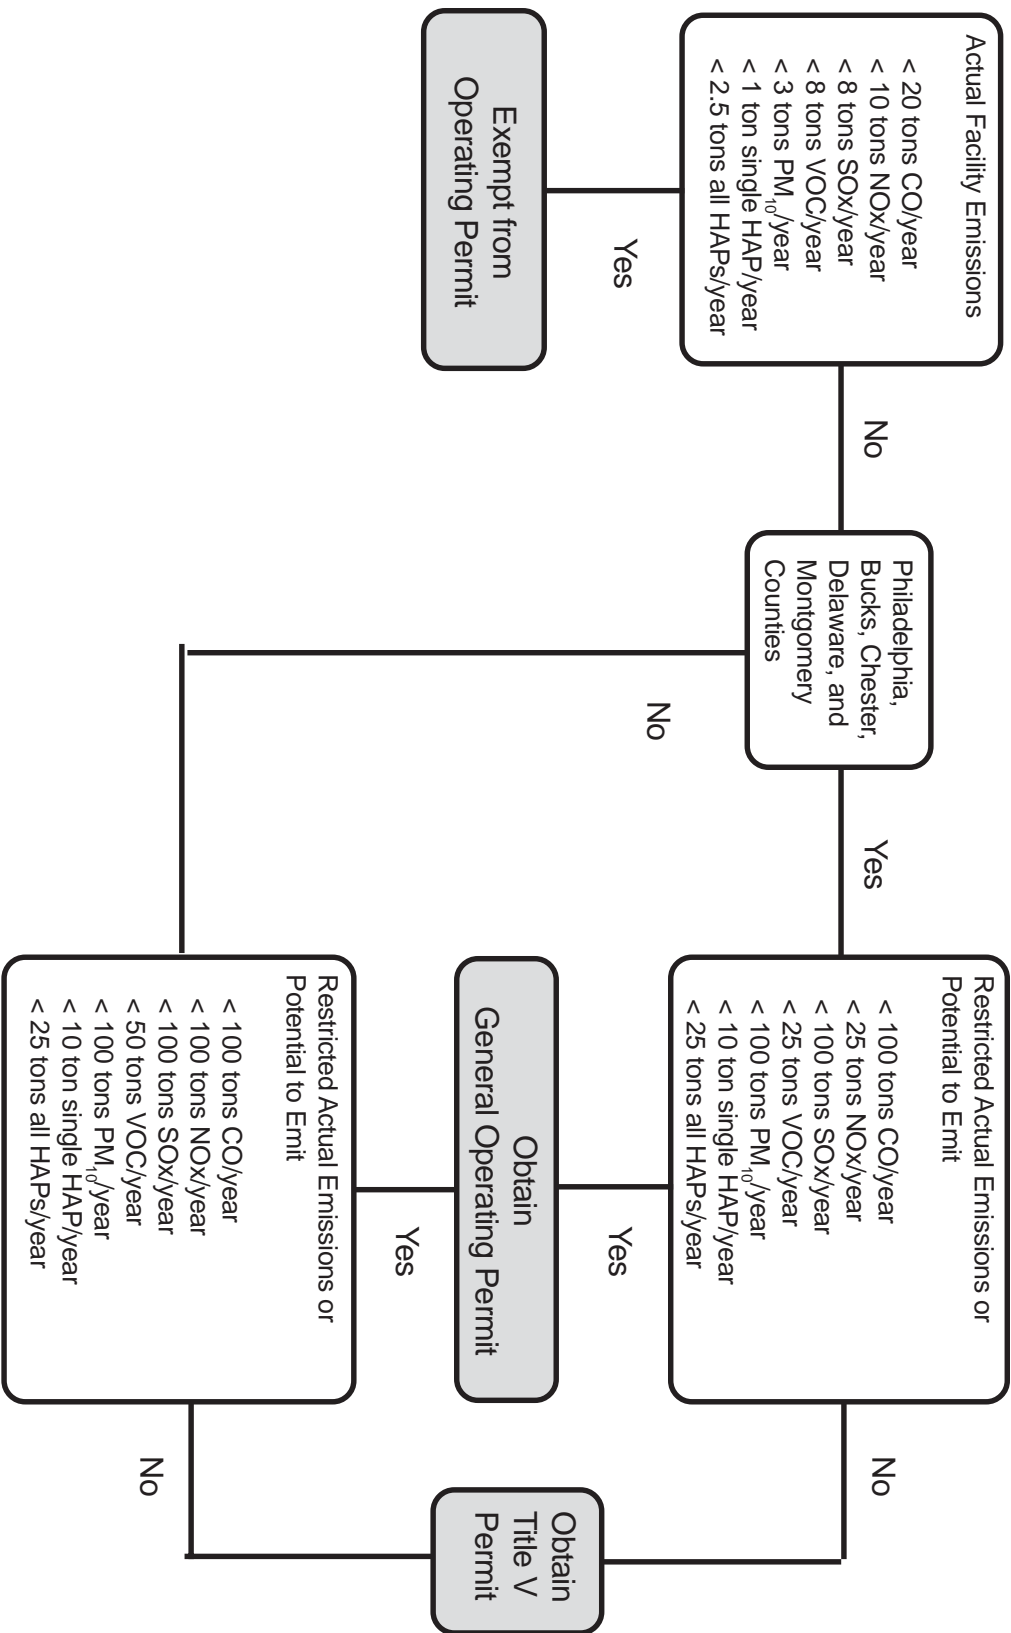 Actual Facility Emissions
< 20 tons CO/year
< 10 tons NOx/year
< 8 tons SOx/year
< 8 tons VOC/year
< 3 tons PM₁₀/year
< 1 ton single HAP/year
< 2.5 tons all HAPs/year
Yes
Exempt from
Operating Permit
No
Philadelphia,
Bucks, Chester,
Delaware, and
Montgomery
Counties
No
Yes
Restricted Actual Emissions or
Potential to Emit
< 100 tons CO/year
< 25 tons NOx/year
< 100 tons SOx/year
< 25 tons VOC/year
< 100 tons PM₁₀/year
< 10 ton single HAP/year
< 25 tons all HAPs/year
Yes
Obtain
General Operating Permit
Yes
Restricted Actual Emissions or
Potential to Emit
< 100 tons CO/year
< 100 tons NOx/year
< 100 tons SOx/year
< 50 tons VOC/year
< 100 tons PM₁₀/year
< 10 ton single HAP/year
< 25 tons all HAPs/year
No
Obtain
Title V
Permit
No